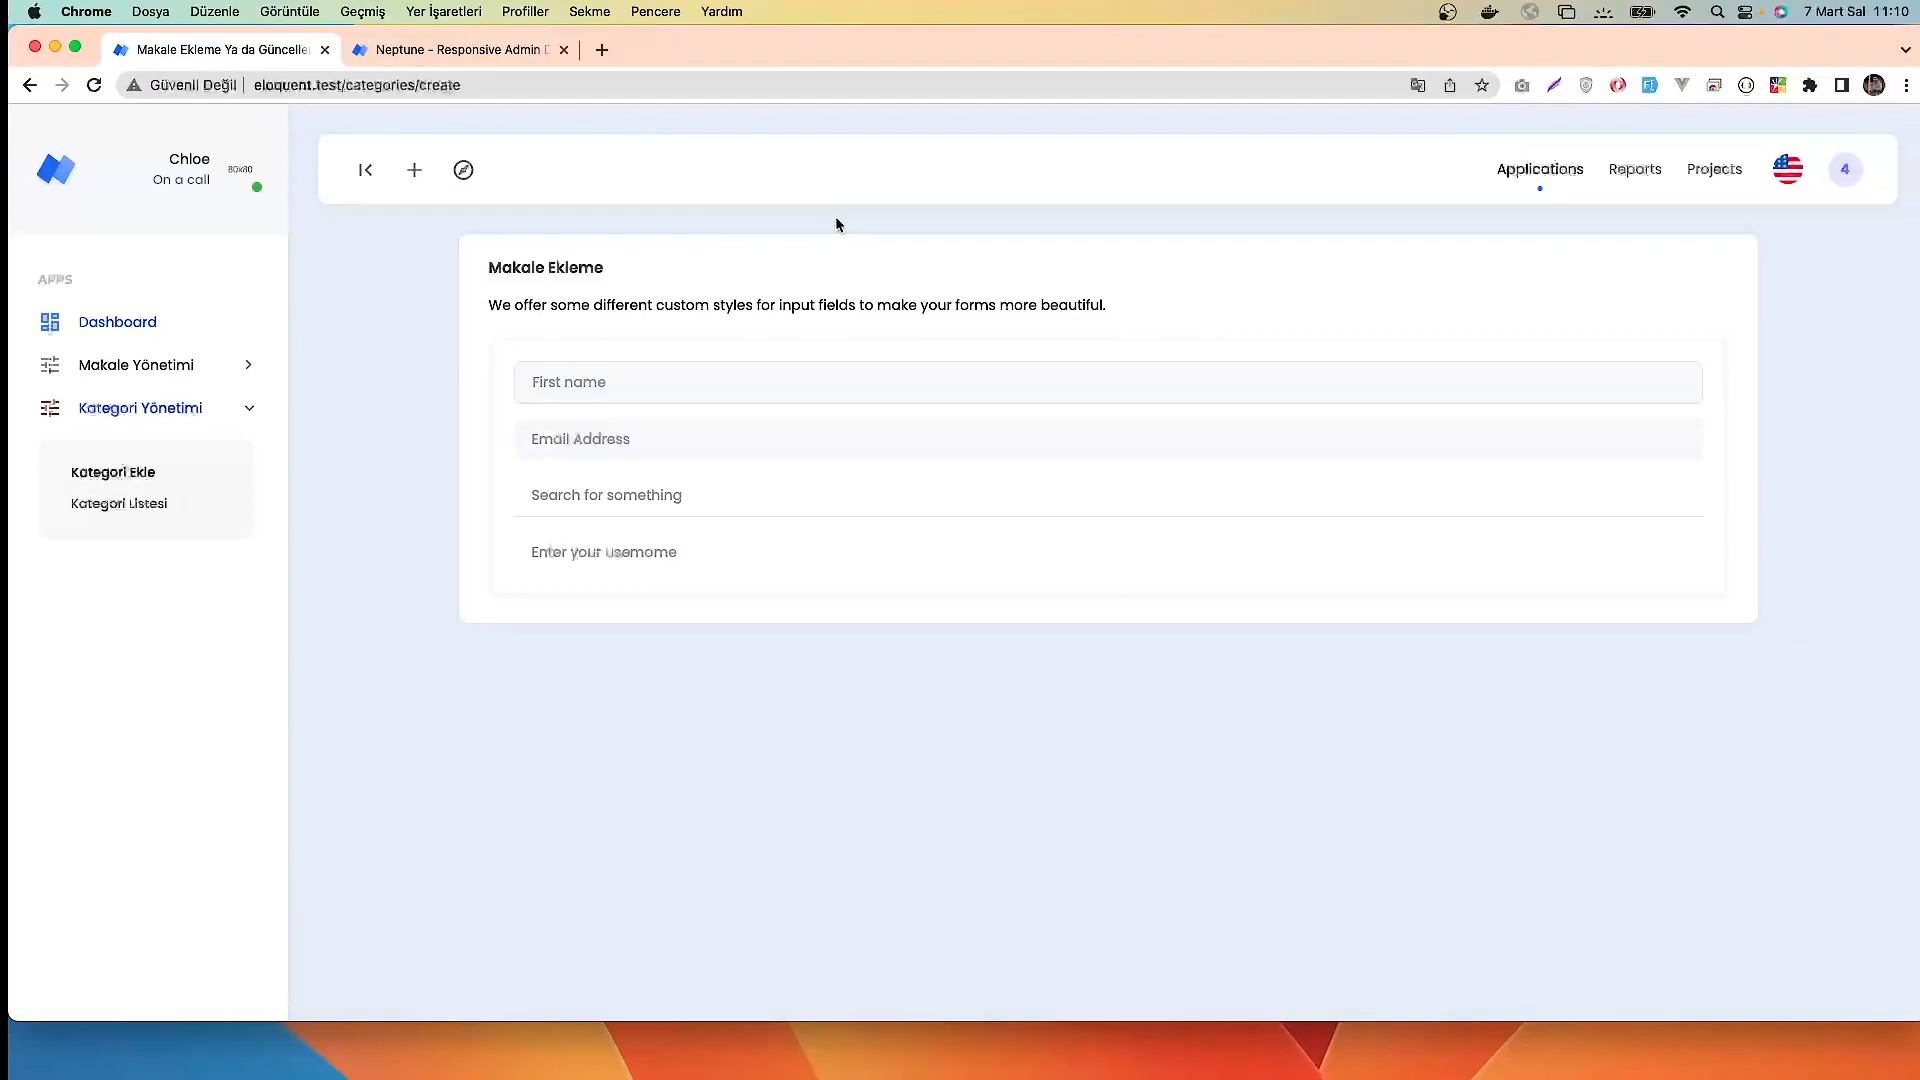 Chrome Dosya Düzenle Görüntüle Geçmiş Yer İşaretleri Profiller Sekme Pencere Yardım 7 Mart Sal 11:10
Makale Ekleme Ya da Güncelle Neptune - Responsive Admin D
Güvenli Değil eloquent.test/categories/create
Chloe
On a call
80x80
Applications Reports Projects 4
APPS
Dashboard
Makale Yönetimi
Kategori Yönetimi
Kategori Ekle
Kategori Listesi
Makale Ekleme
We offer some different custom styles for input fields to make your forms more beautiful.
First name
Email Address
Search for something
Enter your username